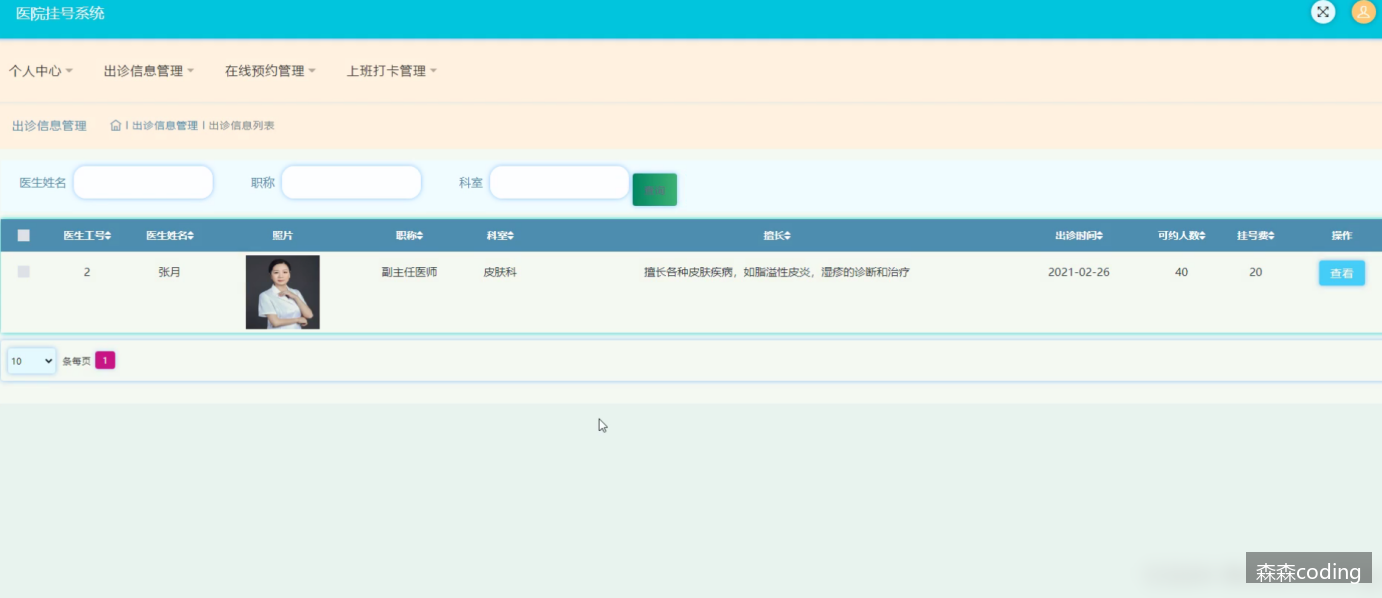 医院挂号系统
个人中心 出诊信息管理 在线预约管理 上班打卡管理
出诊信息管理 出诊信息管理 出诊信息列表
医生姓名 职称 科室
医生工号 医生姓名 照片 职称 科室 擅长 出诊时间 可约人数 挂号费 操作
2 张月 副主任医师 皮肤科 擅长各种皮肤疾病，如脂溢性皮炎，湿疹的诊断和治疗 2021-02-26 40 20 查看
10 条每页 1
森森coding